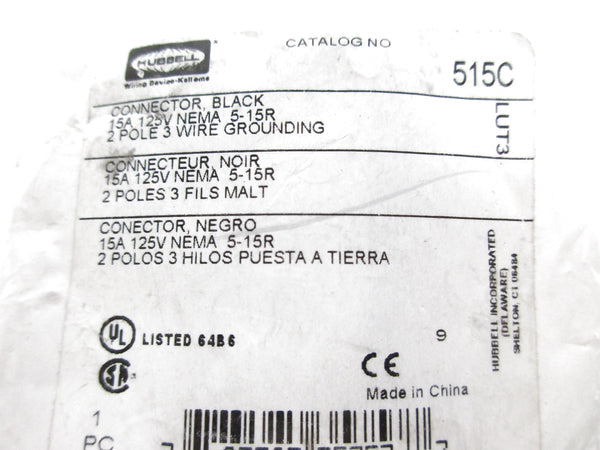 HUBBELL
Wiring Device-Kellems
CATALOG NO
515C
CONNECTOR, BLACK
15A 125V NEMA 5-15R
2 POLE 3 WIRE GROUNDING
LUT3
CONNECTEUR, NOIR
15A 125V NEMA 5-15R
2 POLES 3 FILS MALT
CONECTOR, NEGRO
15A 125V NEMA 5-15R
2 POLOS 3 HILOS PUESTA A TIERRA
HUBBELL INCORPORATED
(DELAWARE)
SHELTON, CT 06484
UL LISTED 64B6
9
SA
CE
Made in China
1
PC
7